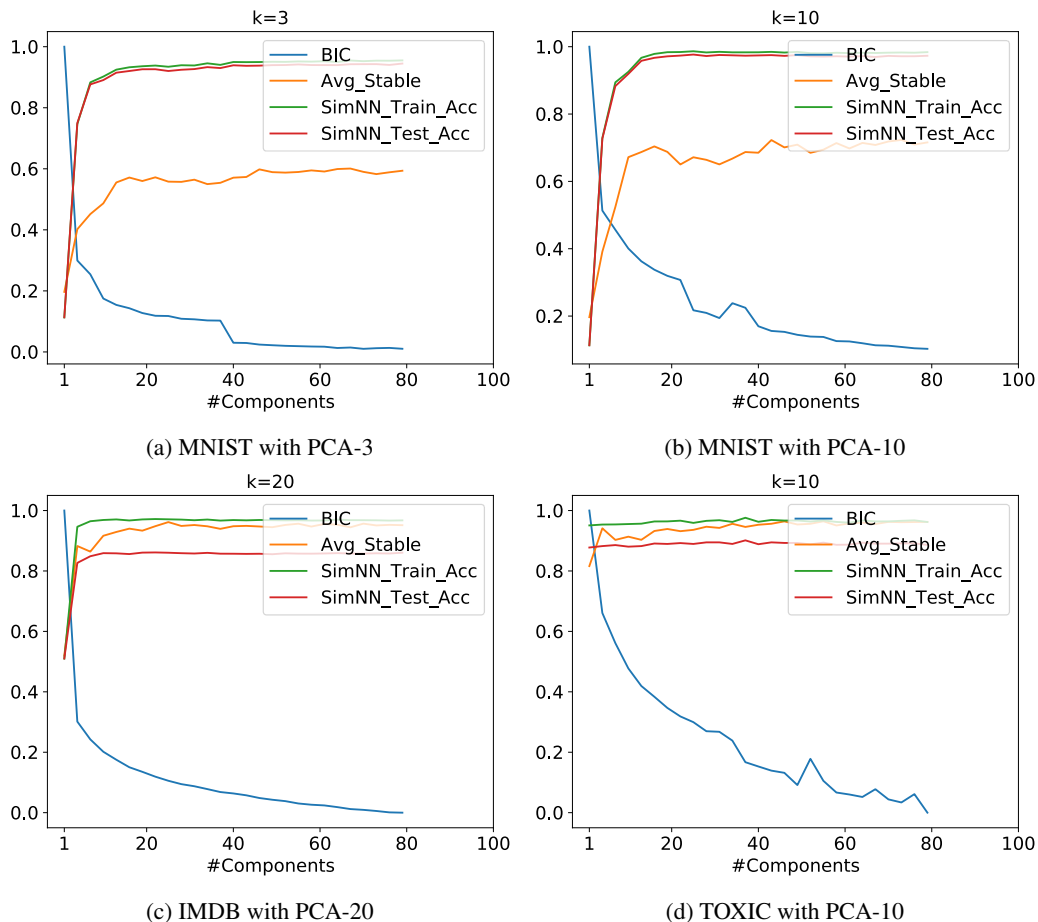 k=3
1.0
0.8
0.6
0.4
0.2
0.0
BIC
Avg_Stable
SimNN_Train_Acc
SimNN_Test_Acc
1 20 40 60 80 100
#Components
(a) MNIST with PCA-3
k=10
1.0
0.8
0.6
0.4
0.2
BIC
Avg_Stable
SimNN_Train_Acc
SimNN_Test_Acc
1 20 40 60 80 100
#Components
(b) MNIST with PCA-10
k=20
1.0
0.8
0.6
0.4
0.2
0.0
BIC
Avg_Stable
SimNN_Train_Acc
SimNN_Test_Acc
1 20 40 60 80 100
#Components
(c) IMDB with PCA-20
k=10
1.0
0.8
0.6
0.4
0.2
0.0
BIC
Avg_Stable
SimNN_Train_Acc
SimNN_Test_Acc
1 20 40 60 80 100
#Components
(d) TOXIC with PCA-10